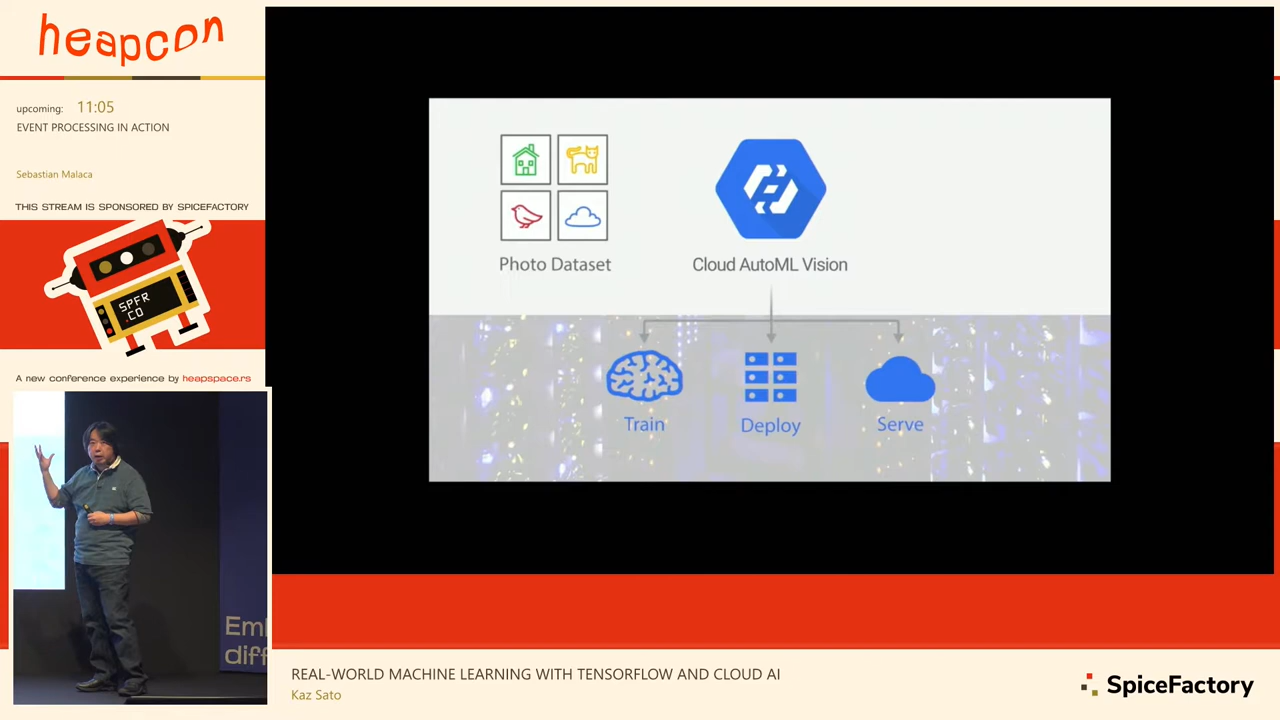 heapcon
upcoming: 11:05
EVENT PROCESSING IN ACTION
Sebastian Malaca
THIS STREAM IS SPONSORED BY SPICEFACTORY
SPFR
.CO
A new conference experience by heapspace.rs
Photo Dataset
Cloud AutoML Vision
Train
Deploy
Serve
Em
diff
REAL-WORLD MACHINE LEARNING WITH TENSORFLOW AND CLOUD AI
Kaz Sato
SpiceFactory